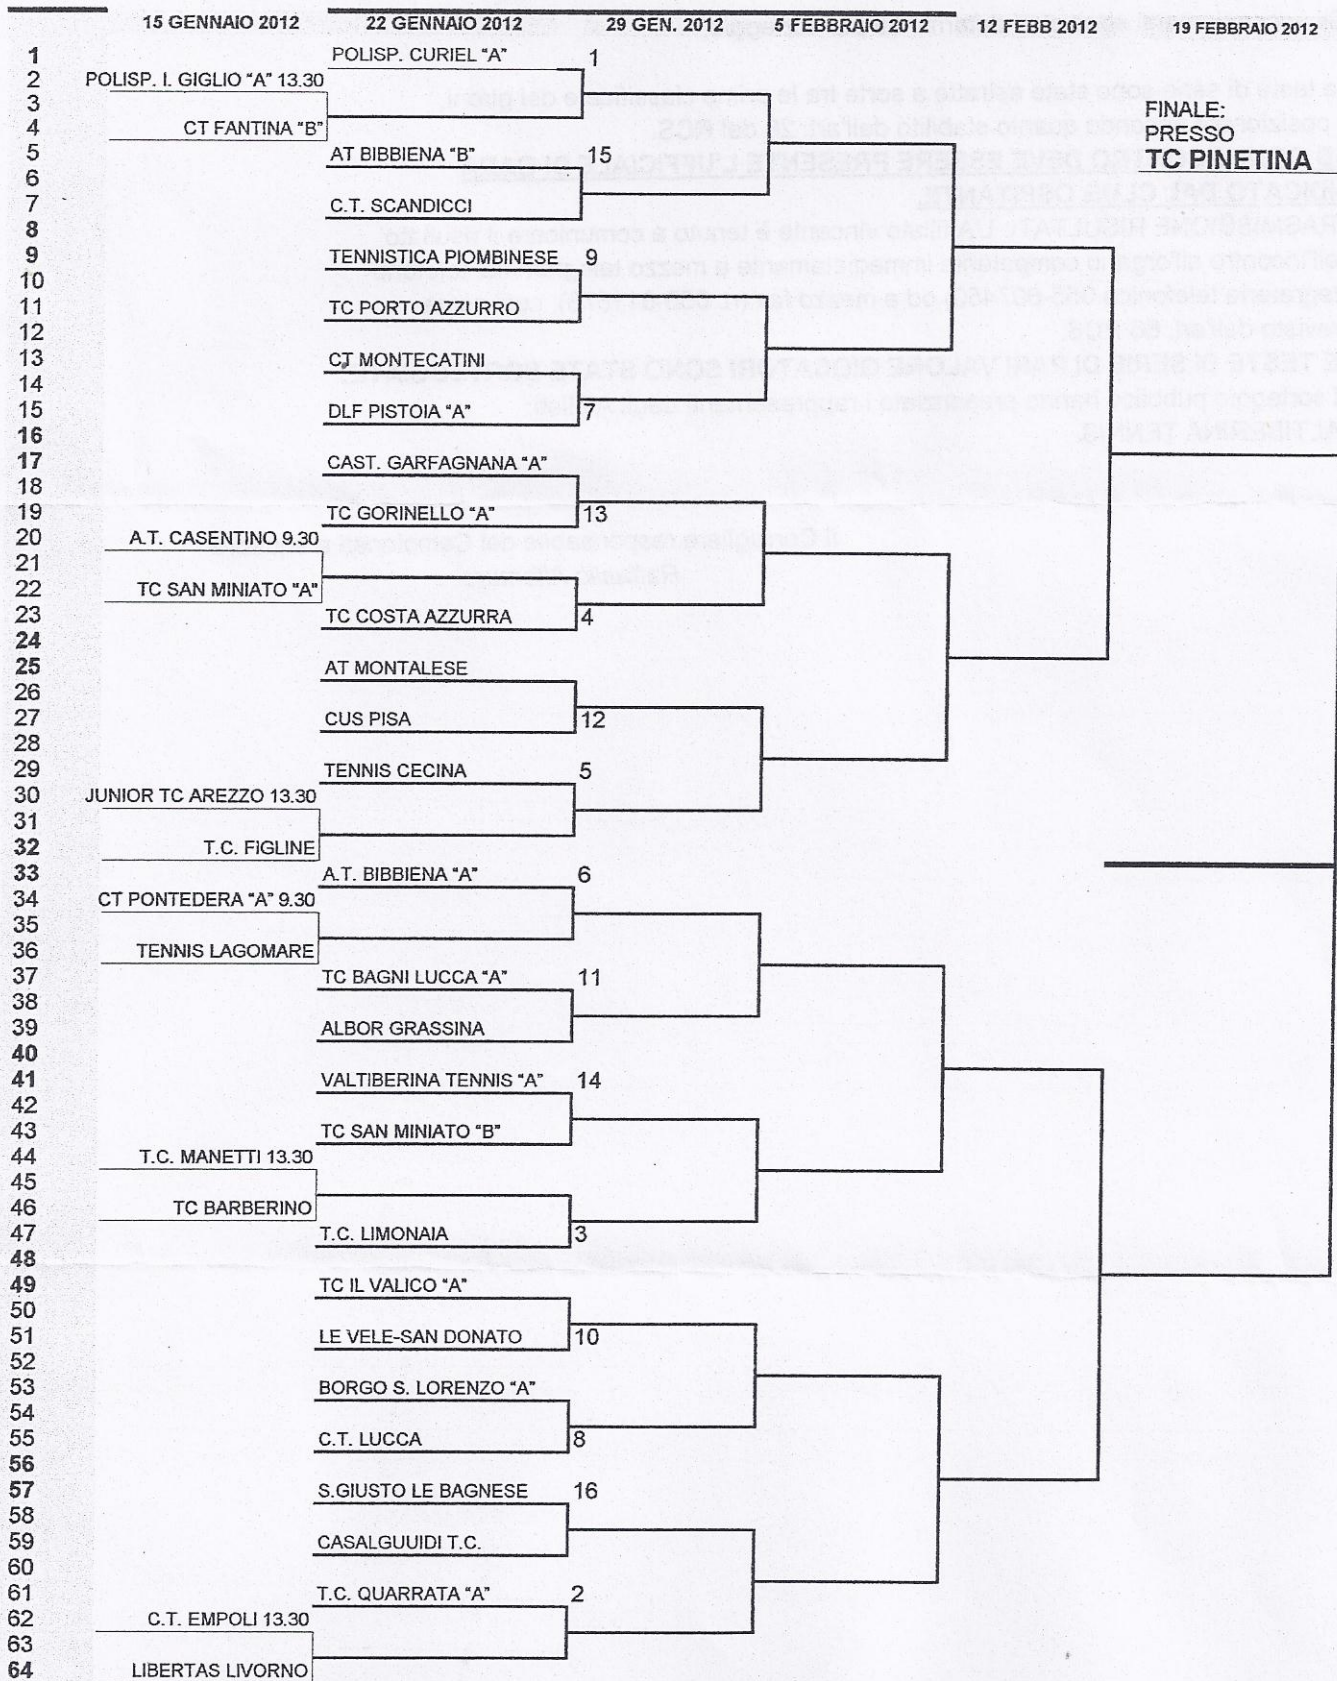 15 GENNAIO 2012 22 GENNAIO 2012 29 GEN. 2012 5 FEBBRAIO 2012 12 FEBB 2012 19 FEBBRAIO 2012
1 POLISP. CURIEL "A" 1
2 POLISP. I. GIGLIO "A" 13.30
3
4 CT FANTINA "B"
FINALE:
PRESSO
TC PINETINA
5 AT BIBBIENA "B" 15
6
7 C.T. SCANDICCI
8
9 TENNISTICA PIOMBINESE 9
10
11 TC PORTO AZZURRO
12
13 CT MONTECATINI
14
15 DLF PISTOIA "A" 7
16
17 CAST. GARFAGNANA "A"
18
19 TC GORINELLO "A" 13
20 A.T. CASENTINO 9.30
21
22 TC SAN MINIATO "A"
23 TC COSTA AZZURRA 4
24
25 AT MONTALESE
26
27 CUS PISA 12
28
29 TENNIS CECINA 5
30 JUNIOR TC AREZZO 13.30
31
32 T.C. FIGLINE
33 A.T. BIBBIENA "A" 6
34 CT PONTEDERA "A" 9.30
35
36 TENNIS LAGOMARE
37 TC BAGNI LUCCA "A" 11
38
39 ALBOR GRASSINA
40
41 VALTIBERINA TENNIS "A" 14
42
43 TC SAN MINIATO "B"
44 T.C. MANETTI 13.30
45
46 TC BARBERINO
47 T.C. LIMONAIA 3
48
49 TC IL VALICO "A"
50
51 LE VELE-SAN DONATO 10
52
53 BORGO S. LORENZO "A"
54
55 C.T. LUCCA 8
56
57 S.GIUSTO LE BAGNESE 16
58
59 CASALGUUIDI T.C.
60
61 T.C. QUARRATA "A" 2
62 C.T. EMPOLI 13.30
63
64 LIBERTAS LIVORNO